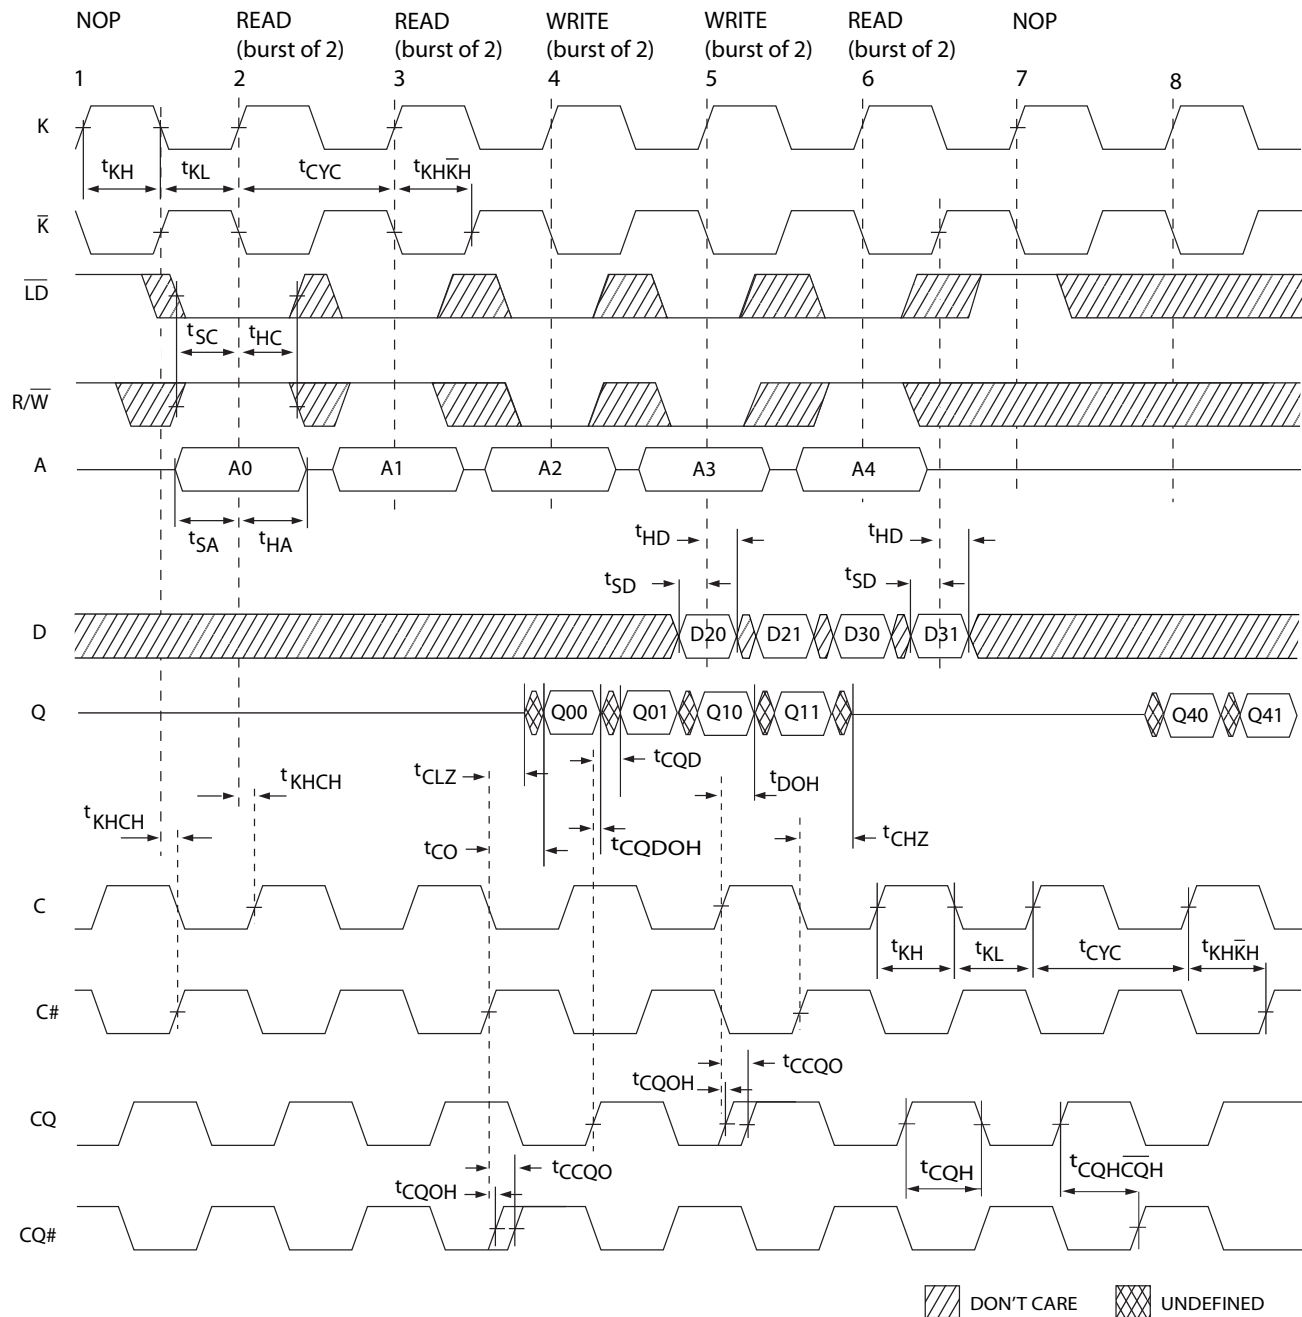 NOP READ READ WRITE WRITE READ NOP
(burst of 2) (burst of 2) (burst of 2) (burst of 2) (burst of 2)
1 2 3 4 5 6 7 8
K
tKH tKL tCYC tKHK̅H
K̅
L̅D̅
tSC tHC
R/W̅
A A0 A1 A2 A3 A4
tSA tHA tHD tHD
tSD tSD
D D20 D21 D30 D31
Q Q00 Q01 Q10 Q11 Q40 Q41
tKHCH tCLZ tCQD tDOH
tKHCH tCO tCQDOH tCHZ
C
tKH tKL tCYC tKHK̅H
C#
tCQOH tCCQO
CQ
tCQOH tCCQO tCQH tCQHC̅Q̅H
CQ#
DON'T CARE UNDEFINED